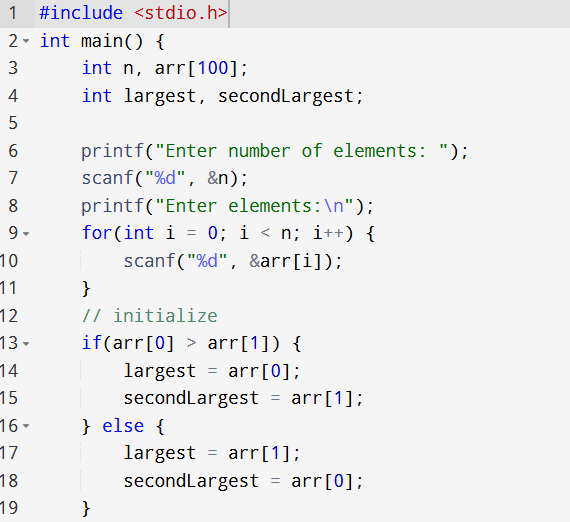 1 #include <stdio.h>
2 int main() {
3     int n, arr[100];
4     int largest, secondLargest;
5
6     printf("Enter number of elements: ");
7     scanf("%d", &n);
8     printf("Enter elements:\n");
9     for(int i = 0; i < n; i++) {
10         scanf("%d", &arr[i]);
11     }
12     // initialize
13     if(arr[0] > arr[1]) {
14         largest = arr[0];
15         secondLargest = arr[1];
16     } else {
17         largest = arr[1];
18         secondLargest = arr[0];
19     }